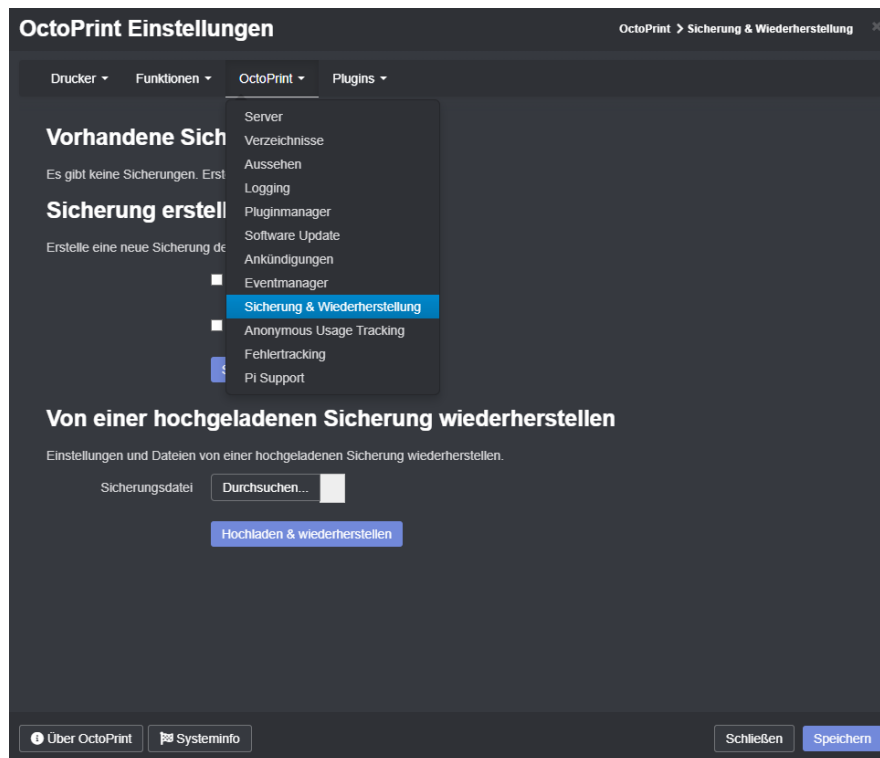 OctoPrint Einstellungen
OctoPrint > Sicherung & Wiederherstellung
Drucker
Funktionen
OctoPrint
Plugins
Server
Verzeichnisse
Aussehen
Logging
Pluginmanager
Software Update
Ankündigungen
Eventmanager
Sicherung & Wiederherstellung
Anonymous Usage Tracking
Fehlertracking
Pi Support
Vorhandene Sich
Es gibt keine Sicherungen. Erst
Sicherung erstell
Erstelle eine neue Sicherung de
Von einer hochgeladenen Sicherung wiederherstellen
Einstellungen und Dateien von einer hochgeladenen Sicherung wiederherstellen.
Sicherungsdatei
Durchsuchen...
Hochladen & wiederherstellen
Über OctoPrint
Systeminfo
Schließen
Speichern